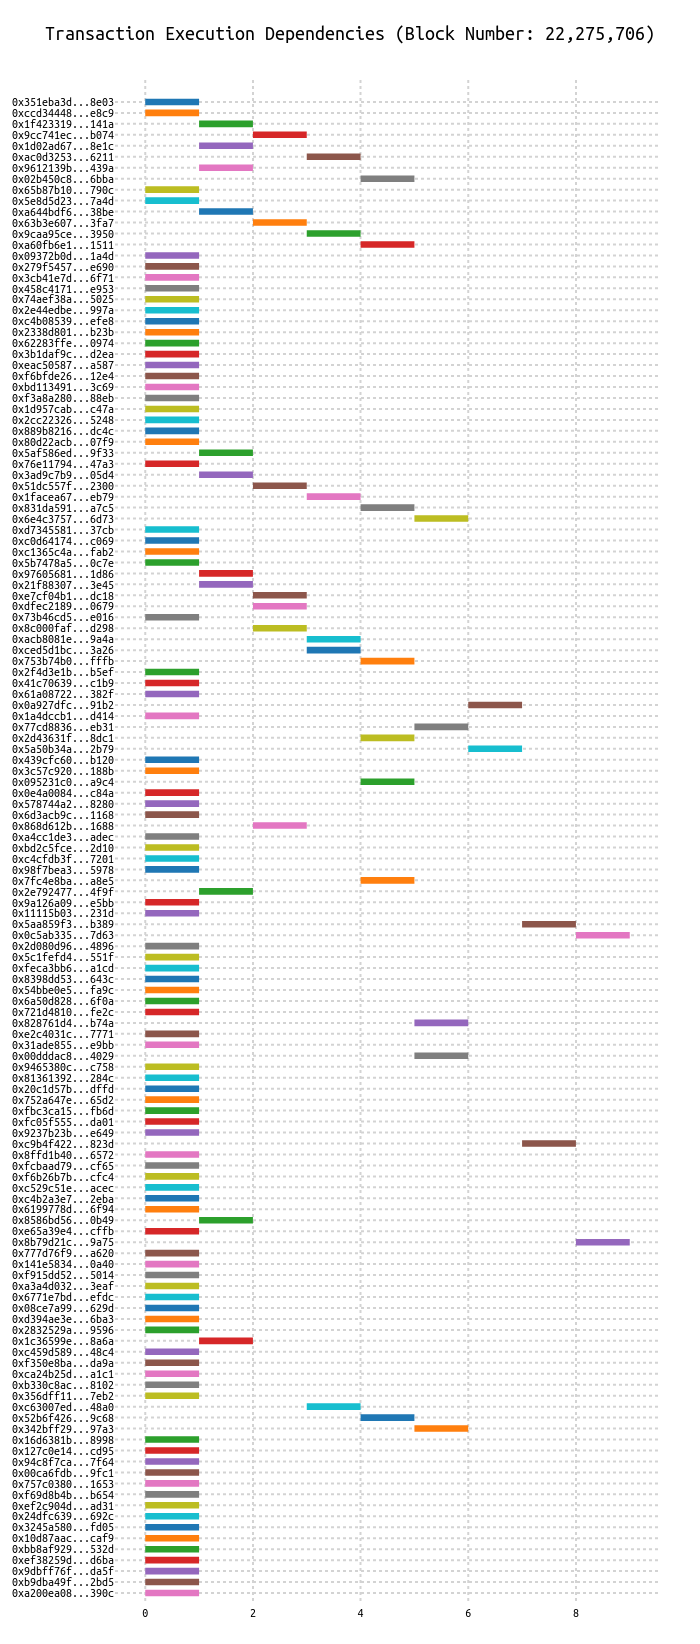 Transaction Execution Dependencies (Block Number: 22,275,706)
0x351eba3d...8e03
0xccd34448...e8c9
0x1f423319...141a
0x9cc741ec...b074
0x1d02ad67...8e1c
0xac0d3253...6211
0x9612139b...439a
0x02b450c8...6bba
0x65b87b10...790c
0x5e8d5d23...7a4d
0xa644bdf6...38be
0x63b3e607...3fa7
0x9caa95ce...3950
0xa60fb6e1...1511
0x09372b0d...1a4d
0x279f5457...e690
0x3cb41e7d...6f71
0x458c4171...e953
0x74aef38a...5025
0x2e44edbe...997a
0xc4b08539...efe8
0x2338d801...b23b
0x62283ffe...0974
0x3b1daf9c...d2ea
0xeac50587...a587
0xf6bfde26...12e4
0xbd113491...3c69
0xf3a8a280...88eb
0x1d957cab...c47a
0x2cc22326...5248
0x889b8216...dc4c
0x80d22acb...07f9
0x5af586ed...9f33
0x76e11794...47a3
0x3ad9c7b9...05d4
0x51dc557f...2300
0x1facea67...eb79
0x831da591...a7c5
0x6e4c3757...6d73
0xd7345581...37cb
0xc0d64174...c069
0xc1365c4a...fab2
0x5b7478a5...0c7e
0x97605681...1d86
0x21f88307...3e45
0xe7cf04b1...dc18
0xdfec2189...0679
0x73b46cd5...e016
0x8c000faf...d298
0xacb8081e...9a4a
0xced5d1bc...3a26
0x753b74b0...fffb
0x2f4d3e1b...b5ef
0x41c70639...c1b9
0x61a08722...382f
0x0a927dfc...91b2
0x1a4dccb1...d414
0x77cd8836...eb31
0x2d43631f...8dc1
0x5a50b34a...2b79
0x439cfc60...b120
0x3c57c920...188b
0x095231c0...a9c4
0x0e4a0084...c84a
0x578744a2...8280
0x6d3acb9c...1168
0x868d612b...1688
0xa4cc1de3...adec
0xbd2c5fce...2d10
0xc4cfdb3f...7201
0x98f7bea3...5978
0x7fc4e8ba...a8e5
0x2e792477...4f9f
0x9a126a09...e5bb
0x11115b03...231d
0x5aa859f3...b389
0x0c5ab335...7d63
0x2d080d96...4896
0x5c1fefd4...551f
0xfeca3bb6...a1cd
0x8398dd53...643c
0x54bbe0e5...fa9c
0x6a50d828...6f0a
0x721d4810...fe2c
0x828761d4...b74a
0xe2c4031c...7771
0x31ade855...e9bb
0x00dddac8...4029
0x9465380c...c758
0x81361392...284c
0x20c1d57b...dffd
0x752a647e...65d2
0xfbc3ca15...fb6d
0xfc05f555...da01
0x9237b23b...e649
0xc9b4f422...823d
0x8ffd1b40...6572
0xfcbaad79...cf65
0xf6b26b7b...cfc4
0xc529c51e...acec
0xc4b2a3e7...2eba
0x6199778d...6f94
0x8586bd56...0b49
0xe65a39e4...cffb
0x8b79d21c...9a75
0x777d76f9...a620
0x141e5834...0a40
0xf915dd52...5014
0xa3a4d032...3eaf
0x6771e7bd...efdc
0x08ce7a99...629d
0xd394ae3e...6ba3
0x2832529a...9596
0x1c36599e...8a6a
0xc459d589...48c4
0xf350e8ba...da9a
0xca24b25d...a1c1
0xb330c8ac...8102
0x356dff11...7eb2
0xc63007ed...48a0
0x52b6f426...9c68
0x342bff29...97a3
0x16d6381b...8998
0x127c0e14...cd95
0x94c8f7ca...7f64
0x00ca6fdb...9fc1
0x757c0380...1653
0xf69d8b4b...b654
0xef2c904d...ad31
0x24dfc639...692c
0x3245a580...fd05
0x10d87aac...caf9
0xbb8af929...532d
0xef38259d...d6ba
0x9dbff76f...da5f
0xb9dba49f...2bd5
0xa200ea08...390c
0 2 4 6 8